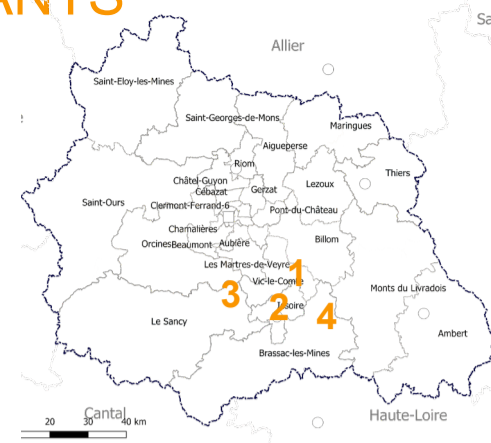 ANTS
Sa
Allier
Saint-Eloy-les-Mines
Saint-Georges-de-Mons
Maringues
Aigueperse
Riom
Thiers
Châtel-Guyon
Lezoux
Cébazat
Gerzat
Saint-Ours
Clermont-Ferrand-6
Pont-du-Château
Chamalières
Orcines
Beaumont
Aubière
Billom
Les Martres-de-Veyre
1
Vic-le-Comte
3
Monts du Livradois
2
Issoire
4
Le Sancy
Ambert
Brassac-les-Mines
Cantal
20 30 40 km
Haute-Loire